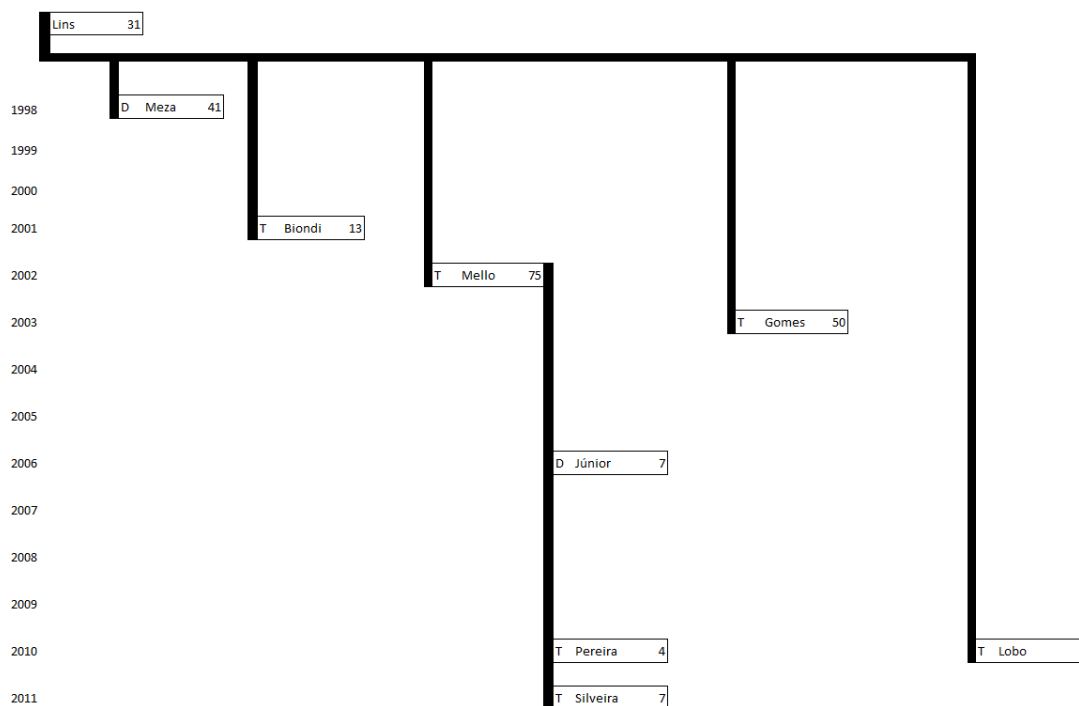 Lins 31
1998 D Meza 41
1999
2000
2001 T Biondi 13
2002 T Mello 75
2003 T Gomes 50
2004
2005
2006 D Júnior 7
2007
2008
2009
2010 T Pereira 4 T Lobo
2011 T Silveira 7